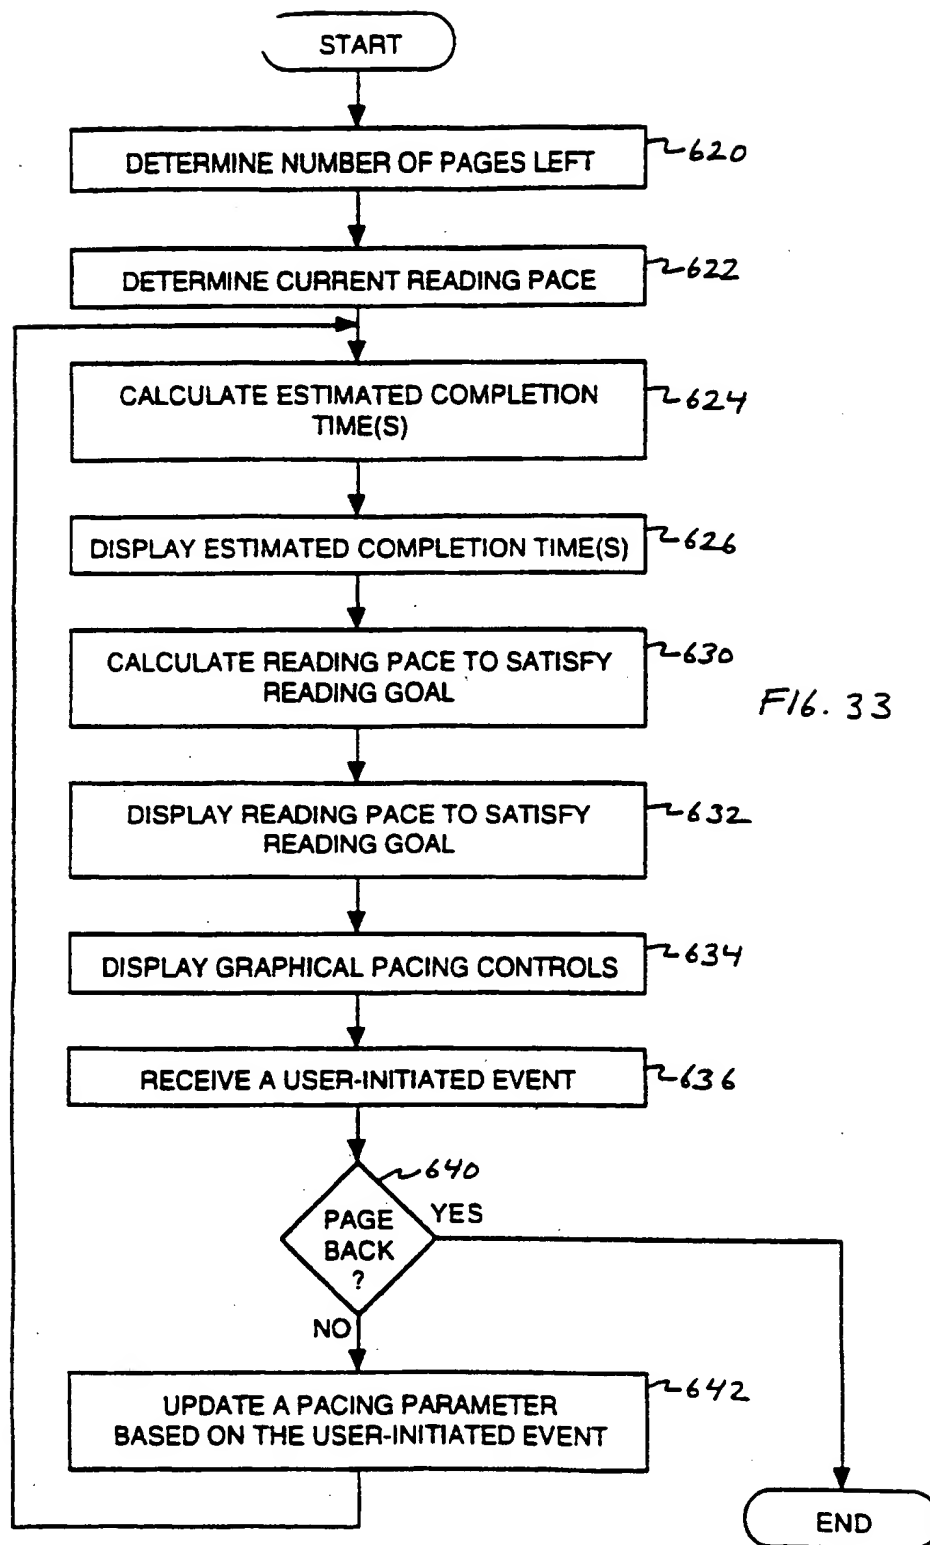 START
DETERMINE NUMBER OF PAGES LEFT
620
DETERMINE CURRENT READING PACE
622
CALCULATE ESTIMATED COMPLETION
TIME(S)
624
DISPLAY ESTIMATED COMPLETION TIME(S)
626
CALCULATE READING PACE TO SATISFY
READING GOAL
630
FIG. 33
DISPLAY READING PACE TO SATISFY
READING GOAL
632
DISPLAY GRAPHICAL PACING CONTROLS
634
RECEIVE A USER-INITIATED EVENT
636
640
PAGE
BACK
?
YES
NO
UPDATE A PACING PARAMETER
BASED ON THE USER-INITIATED EVENT
642
END